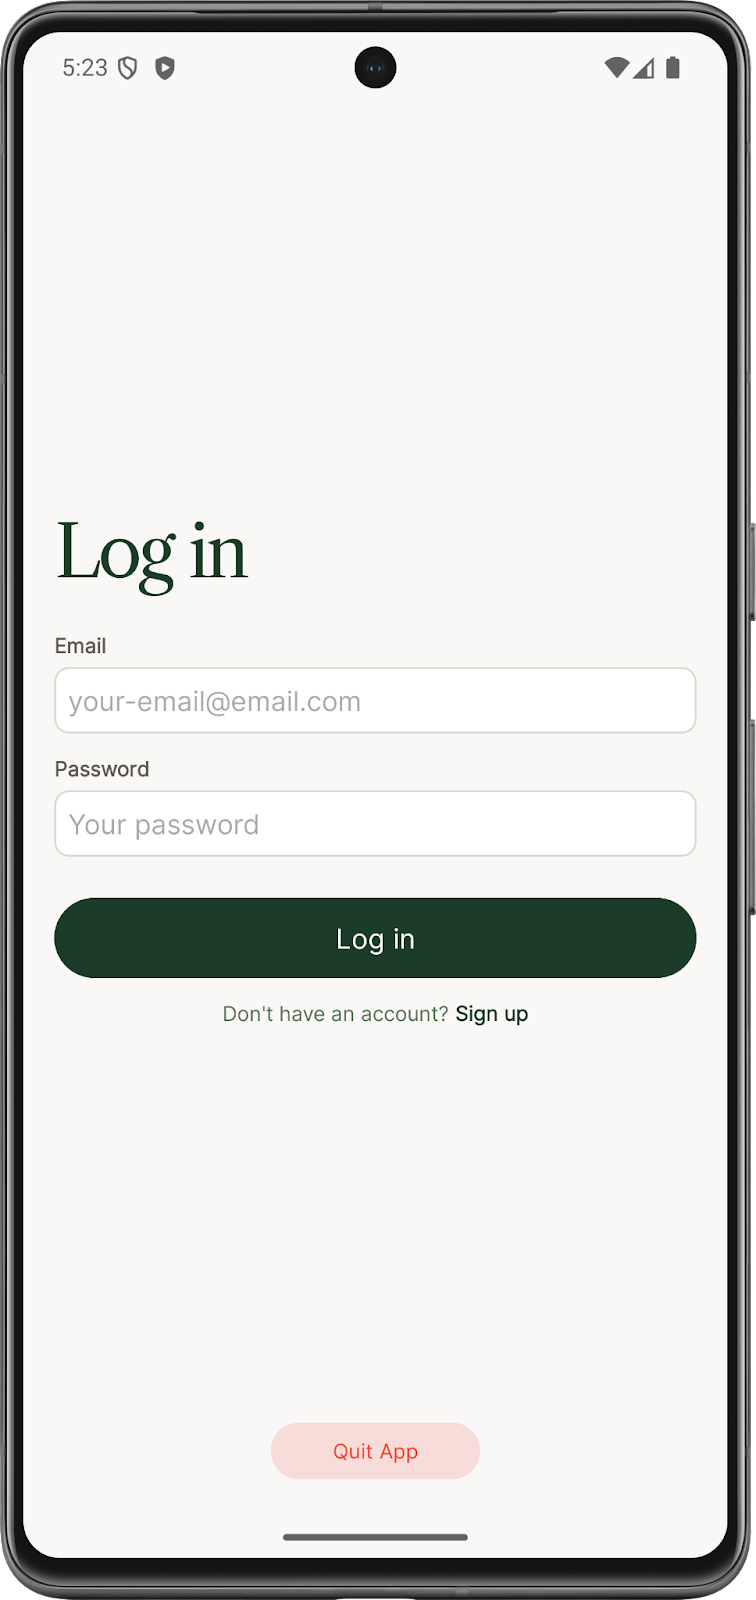 5:23
Log in
Email
your-email@email.com
Password
Your password
Log in
Don't have an account? Sign up
Quit App